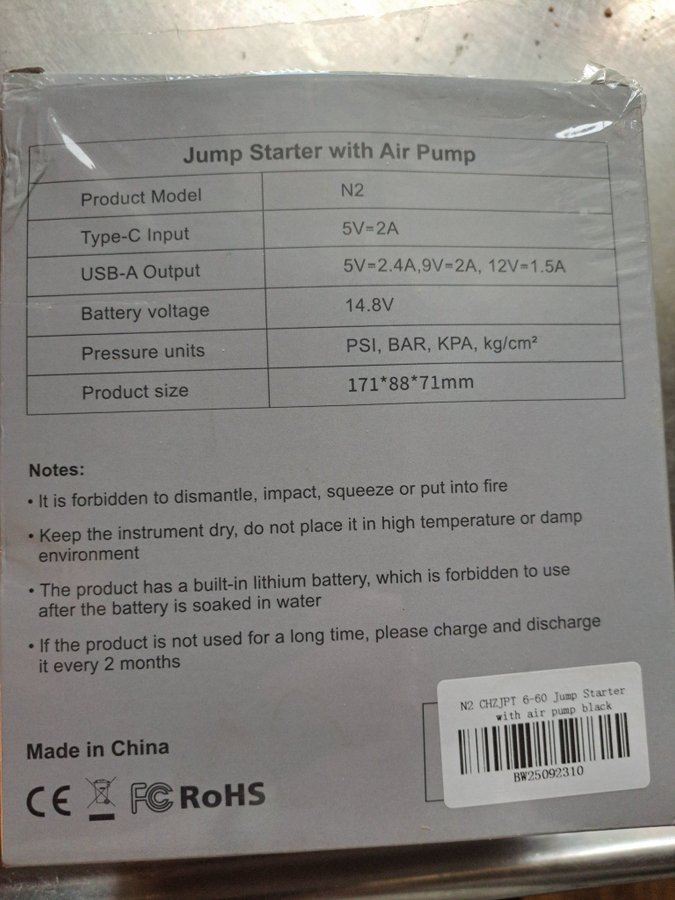 Jump Starter with Air Pump
Product Model N2
Type-C Input 5V=2A
USB-A Output 5V=2.4A,9V=2A, 12V=1.5A
Battery voltage 14.8V
Pressure units PSI, BAR, KPA, kg/cm²
Product size 171*88*71mm
Notes:
• It is forbidden to dismantle, impact, squeeze or put into fire
• Keep the instrument dry, do not place it in high temperature or damp
environment
• The product has a built-in lithium battery, which is forbidden to use
after the battery is soaked in water
• If the product is not used for a long time, please charge and discharge
it every 2 months
N2 CHZJPT 6-60 Jump Starter
with air pump black
BW25092310
Made in China
CE FC RoHS